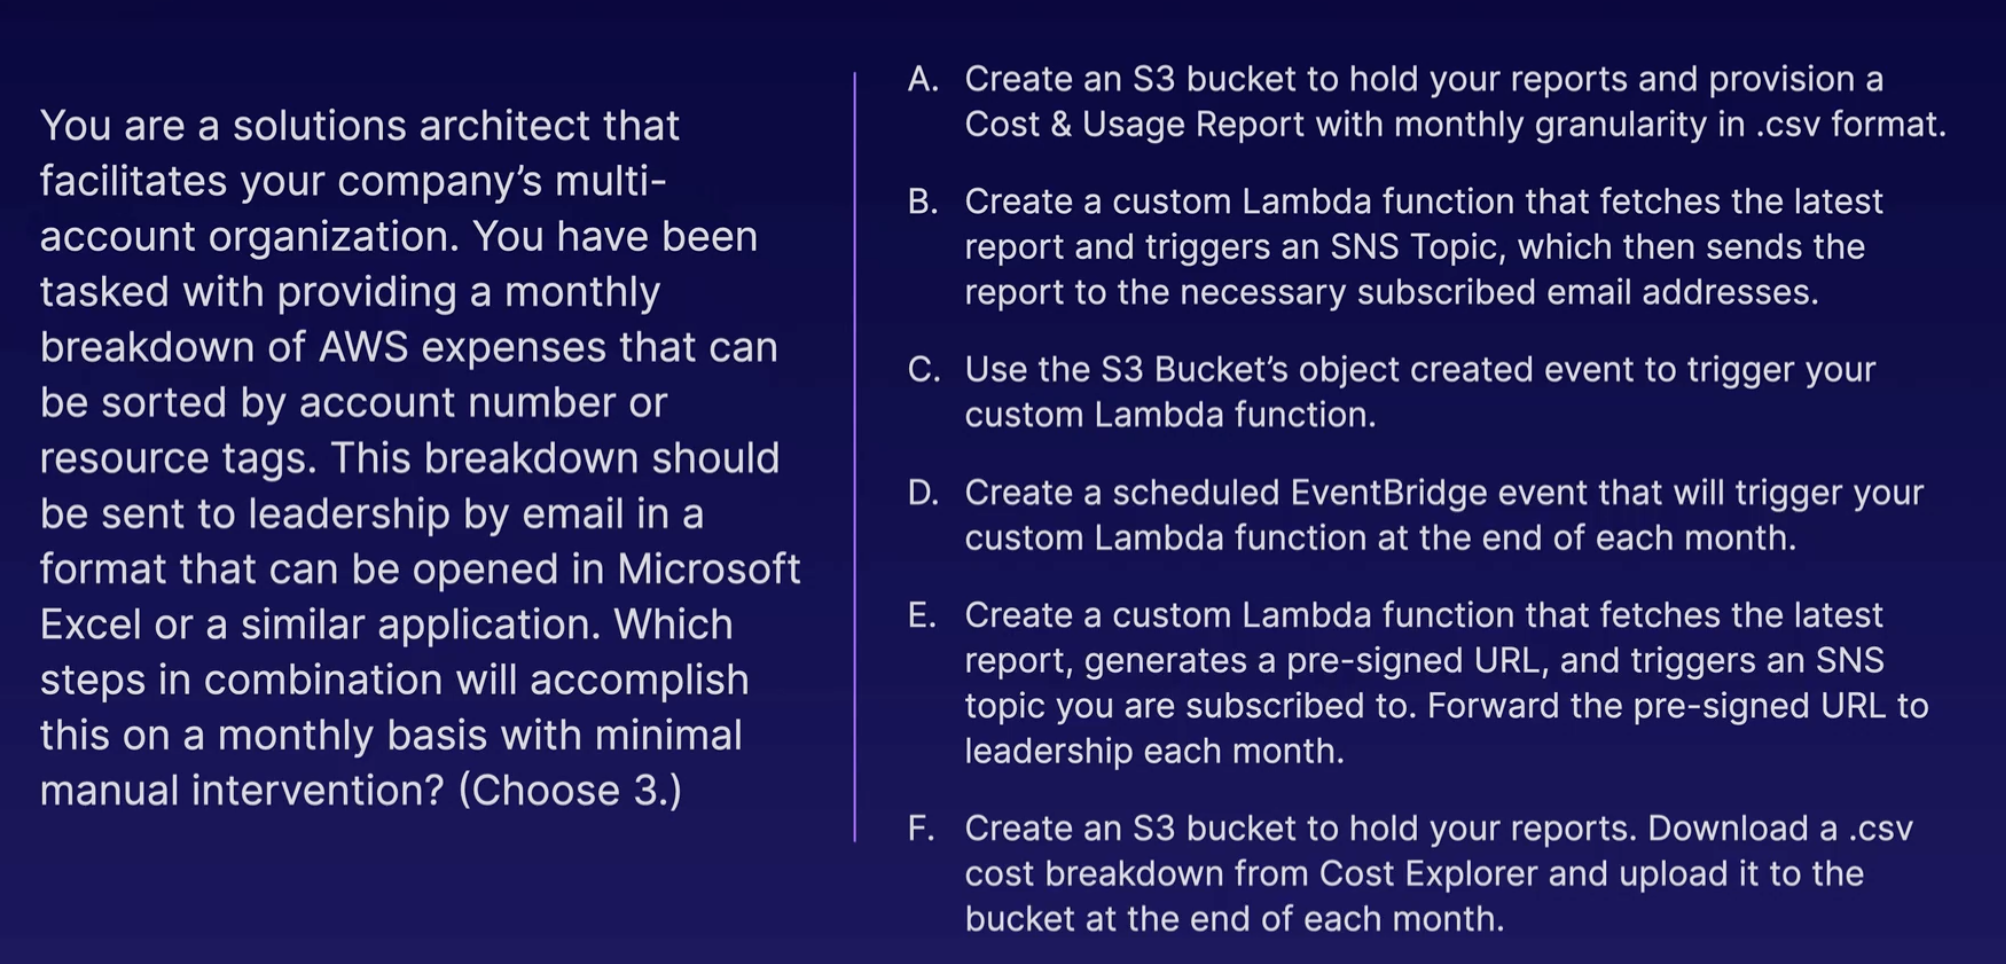 You are a solutions architect that
facilitates your company’s multi-
account organization. You have been
tasked with providing a monthly
breakdown of AWS expenses that can
be sorted by account number or
resource tags. This breakdown should
be sent to leadership by email in a
format that can be opened in Microsoft
Excel or a similar application. Which
steps in combination will accomplish
this on a monthly basis with minimal
manual intervention? (Choose 3.)
A. Create an S3 bucket to hold your reports and provision a
Cost & Usage Report with monthly granularity in .csv format.
B. Create a custom Lambda function that fetches the latest
report and triggers an SNS Topic, which then sends the
report to the necessary subscribed email addresses.
C. Use the S3 Bucket’s object created event to trigger your
custom Lambda function.
D. Create a scheduled EventBridge event that will trigger your
custom Lambda function at the end of each month.
E. Create a custom Lambda function that fetches the latest
report, generates a pre-signed URL, and triggers an SNS
topic you are subscribed to. Forward the pre-signed URL to
leadership each month.
F. Create an S3 bucket to hold your reports. Download a .csv
cost breakdown from Cost Explorer and upload it to the
bucket at the end of each month.